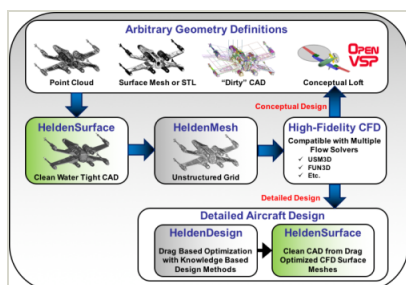 Arbitrary Geometry Definitions
Point Cloud
Surface Mesh or STL
"Dirty" CAD
Conceptual Loft
OPEN
VSP
Conceptual Design
HeldenSurface
Clean Water Tight CAD
HeldenMesh
Unstructured Grid
High-Fidelity CFD
Compatible with Multiple
Flow Solvers
✓ USM3D
✓ FUN3D
✓ Etc.
Detailed Design
Detailed Aircraft Design
HeldenDesign
Drag Based Optimization
with Knowledge Based
Design Methods
HeldenSurface
Clean CAD from Drag
Optimized CFD Surface
Meshes